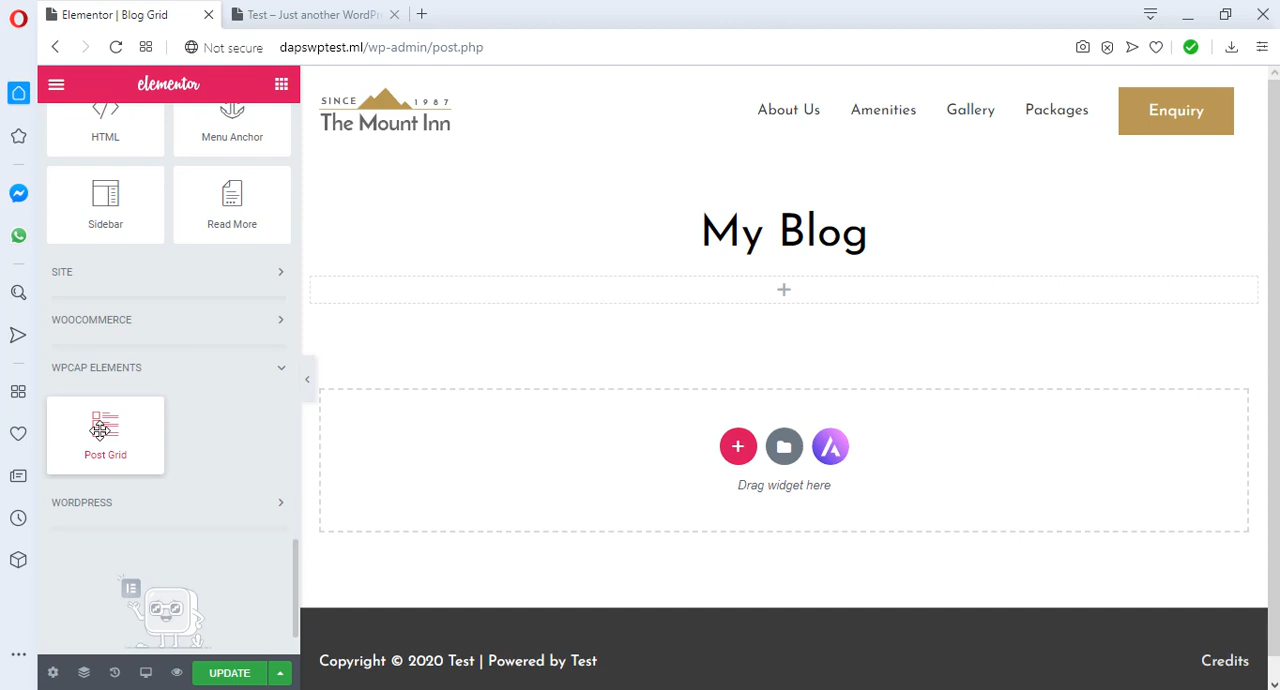 Elementor | Blog Grid
Test – Just another WordPr
Not secure
dapswptest.ml/wp-admin/post.php
elementor
HTML
Menu Anchor
Sidebar
Read More
SITE
WOOCOMMERCE
WPCAP ELEMENTS
Post Grid
WORDPRESS
UPDATE
SINCE 1987
The Mount Inn
About Us
Amenities
Gallery
Packages
Enquiry
My Blog
Drag widget here
Copyright © 2020 Test | Powered by Test
Credits